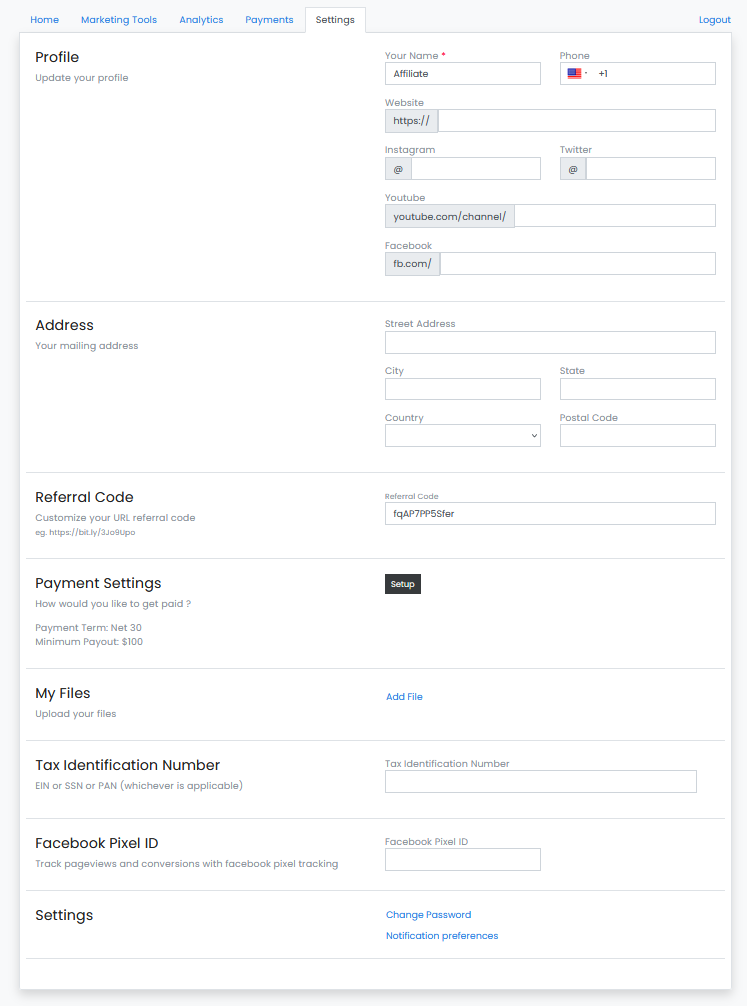 Home Marketing Tools Analytics Payments Settings Logout
Profile
Update your profile
Your Name * Phone
Affiliate +1
Website
https://
Instagram Twitter
@ @
Youtube
youtube.com/channel/
Facebook
fb.com/
Address
Your mailing address
Street Address
City State
Country Postal Code
Referral Code
Customize your URL referral code
eg. https://bit.ly/3Jo9Upo
Referral Code
fqAP7PP5Sfer
Payment Settings
How would you like to get paid ?
Payment Term: Net 30
Minimum Payout: $100
Setup
My Files
Upload your files
Add File
Tax Identification Number
EIN or SSN or PAN (whichever is applicable)
Tax Identification Number
Facebook Pixel ID
Track pageviews and conversions with facebook pixel tracking
Facebook Pixel ID
Settings
Change Password
Notification preferences